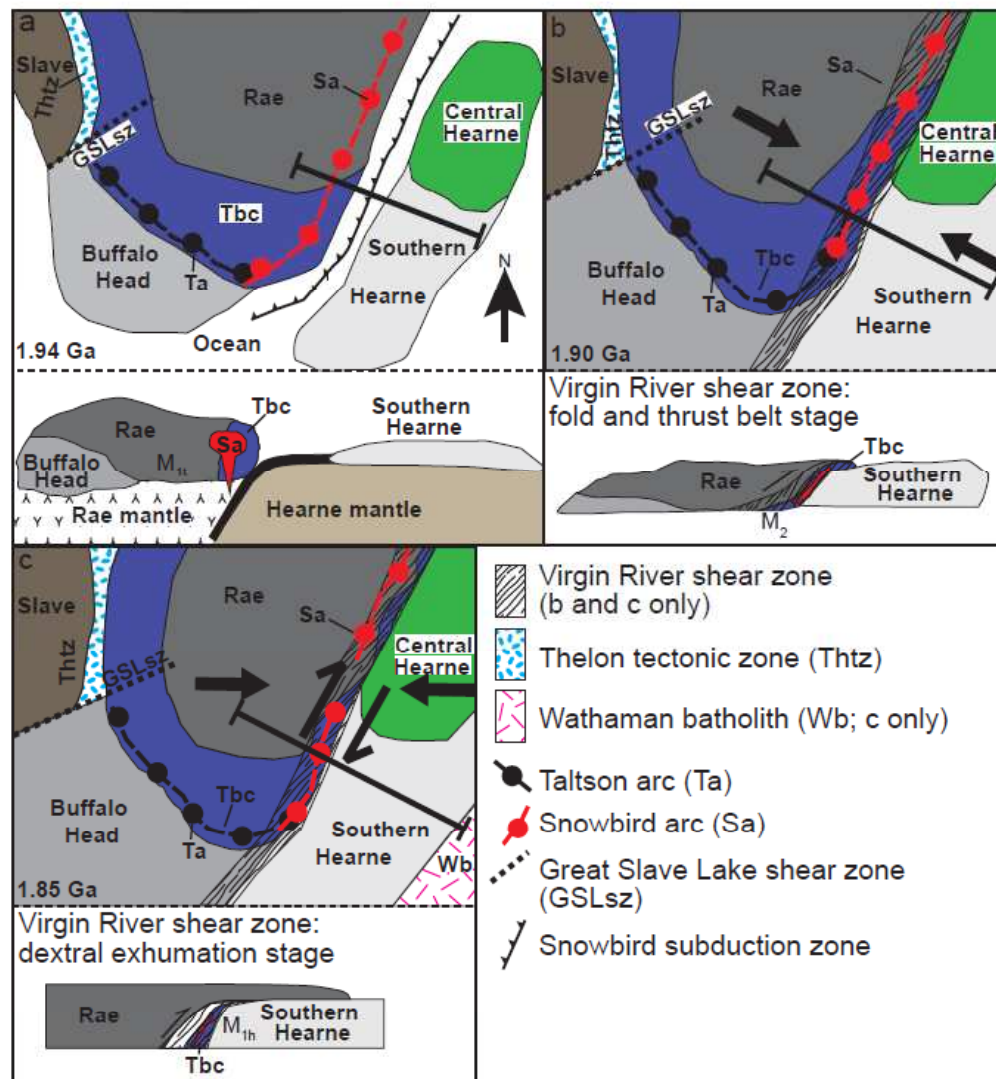 a
Slave
Thtz
GSLsz
Rae
Sa
Central
Hearne
Tbc
Buffalo
Head
Ta
Southern
Hearne
Ocean
N
1.94 Ga
Tbc
Southern
Hearne
Rae
Sa
Buffalo
Head
M1t
Rae mantle
Hearne mantle
b
Slave
Thtz
GSLsz
Rae
Sa
Central
Hearne
Buffalo
Head
Tbc
Ta
Southern
Hearne
1.90 Ga
Virgin River shear zone:
fold and thrust belt stage
Tbc
Rae
Southern
Hearne
M2
c
Slave
Thtz
GSLsz
Rae
Sa
Central
Hearne
Buffalo
Head
Tbc
Ta
Southern
Hearne
Wb
1.85 Ga
Virgin River shear zone:
dextral exhumation stage
Rae
M1h
Southern
Hearne
Tbc
Virgin River shear zone
(b and c only)
Thelon tectonic zone (Thtz)
Wathaman batholith (Wb; c only)
Taltson arc (Ta)
Snowbird arc (Sa)
Great Slave Lake shear zone
(GSLsz)
Snowbird subduction zone